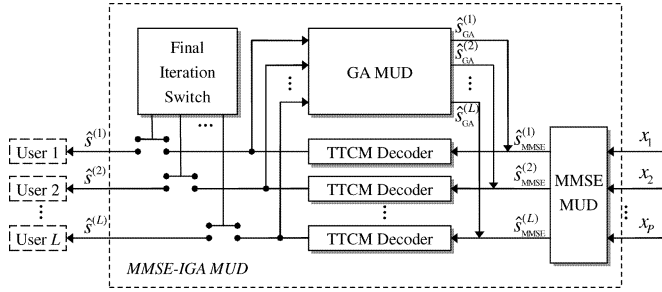 Final
Iteration
Switch
GA MUD
ŝ_GA^(1)
ŝ_GA^(2)
⋮
ŝ_GA^(L)
...
User 1
ŝ^(1)
TTCM Decoder
ŝ_MMSE^(1)
x_1
User 2
ŝ^(2)
TTCM Decoder
ŝ_MMSE^(2)
MMSE
MUD
x_2
User L
ŝ^(L)
TTCM Decoder
ŝ_MMSE^(L)
x_P
MMSE-IGA MUD